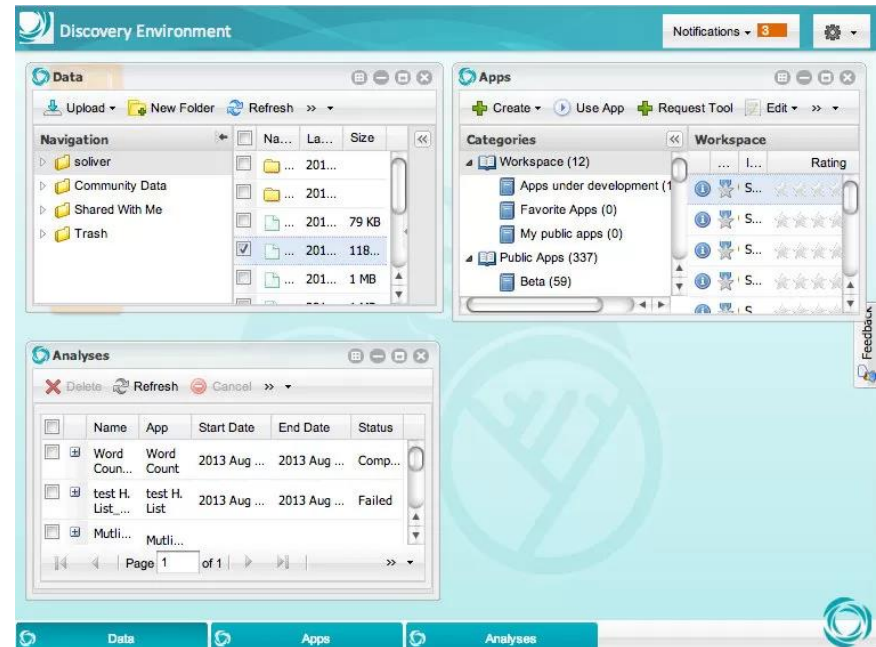 Discovery Environment
Notifications 3
Data
Upload New Folder Refresh »
Navigation Na... La... Size «
soliver
Community Data
Shared With Me
Trash
... 201...
... 201...
... 201... 79 KB
... 201... 118...
... 201... 1 MB
Apps
Create Use App Request Tool Edit »
Categories « Workspace
... I... Rating
Workspace (12)
Apps under development (1
Favorite Apps (0)
My public apps (0)
Public Apps (337)
Beta (59)
S...
S...
S...
S...
S...
Feedback
Analyses
Delete Refresh Cancel »
Name App Start Date End Date Status
Word Word
Coun... Count 2013 Aug ... 2013 Aug ... Comp...
test H. test H.
List_... List 2013 Aug ... 2013 Aug ... Failed
Mutli... Mutli...
Page 1 of 1 »
Data Apps Analyses